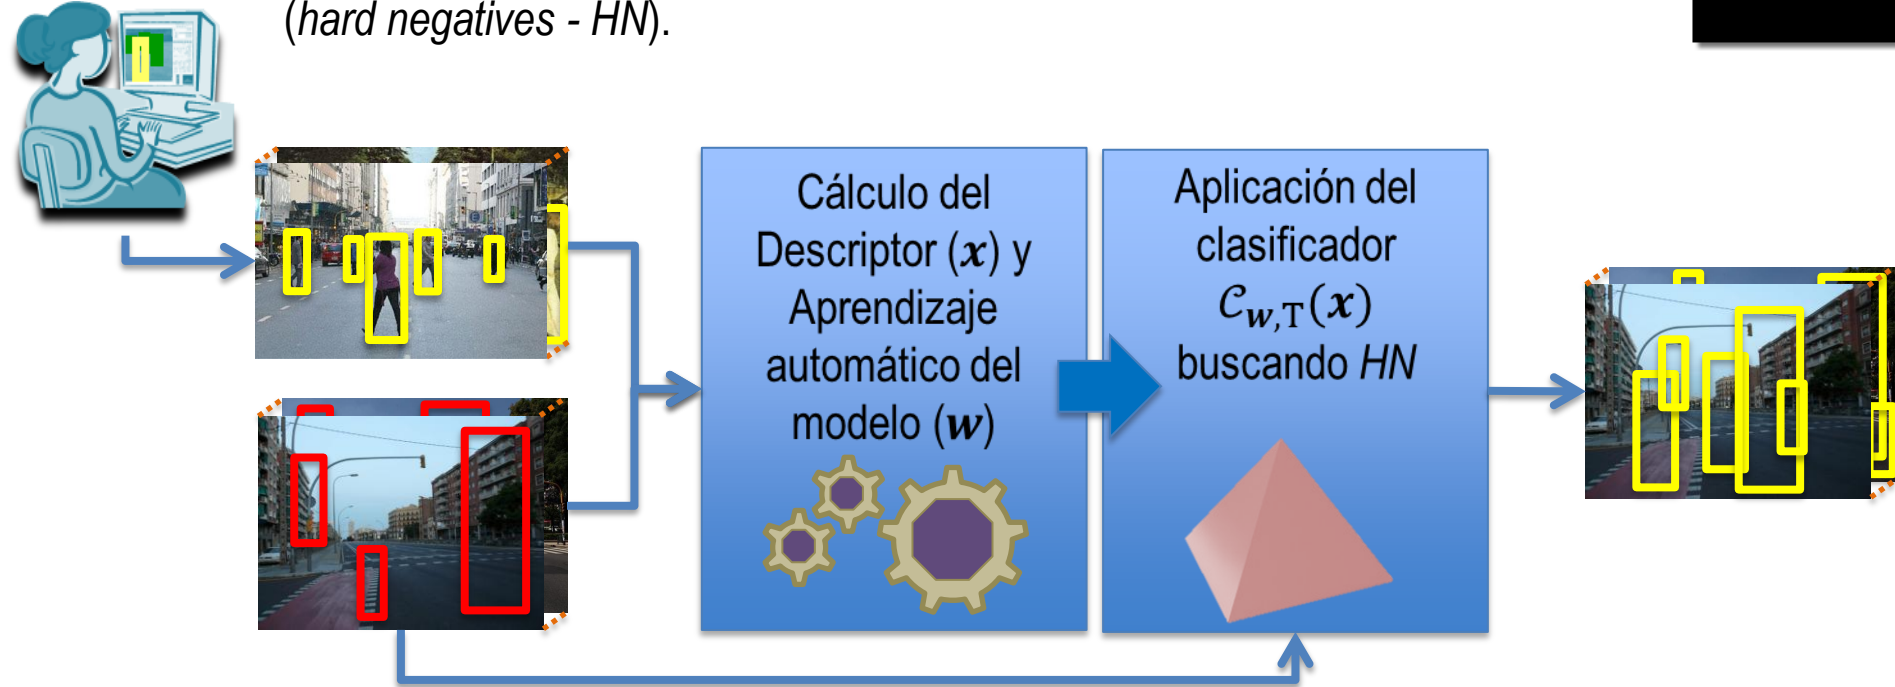 (hard negatives - HN).
Cálculo del
Descriptor (x) y
Aprendizaje
automático del
modelo (w)
Aplicación del
clasificador
𝒞w,T(x)
buscando HN